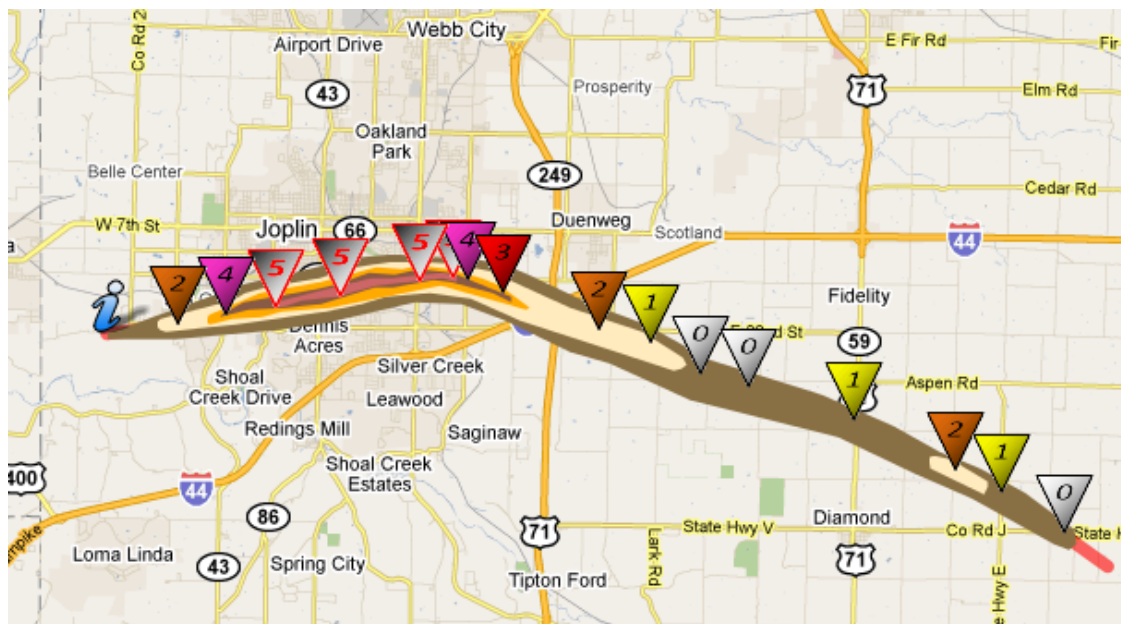 Co Rd 2
Webb City
Airport Drive
E Fir Rd
Fir
43
Prosperity
71
Elm Rd
Oakland
Park
Belle Center
249
Cedar Rd
W 7th St
Joplin
66
Duenweg
Scotland
44
5
5
5
4
3
2
4
i
2
1
Fidelity
0
0
St
59
Dennis
Acres
Silver Creek
1
Aspen Rd
Shoal
Creek Drive
Leawood
Redings Mill
Saginaw
2
1
Shoal Creek
Estates
400
44
0
86
71
State Hwy V
Diamond
Co Rd J
State
Loma Linda
43
Spring City
Tipton Ford
Lark Rd
71
Hwy E